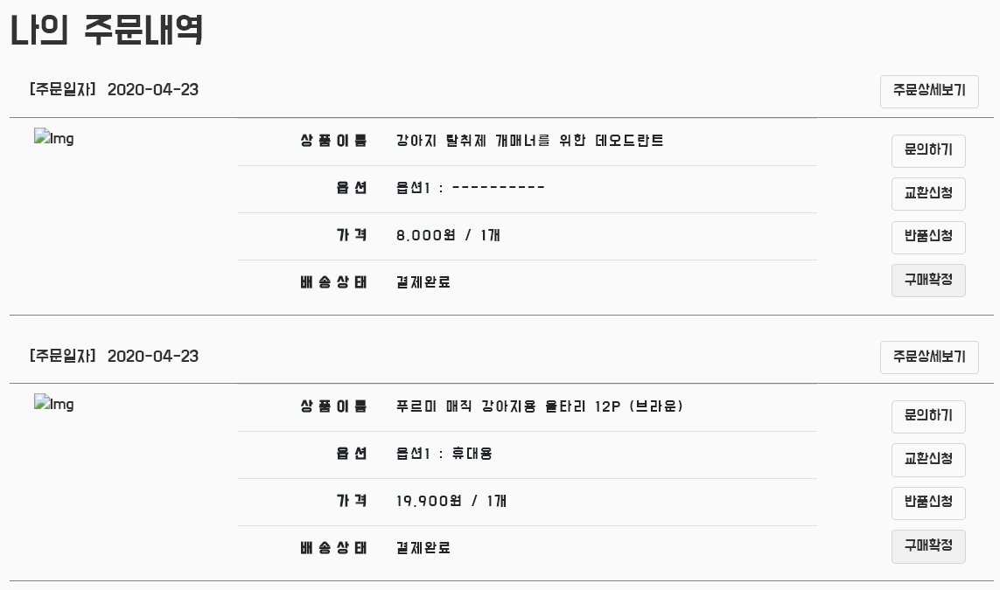 나의 주문내역
[주문일자] 2020-04-23 주문상세보기
Img
상품이름 강아지 탈취제 개매너를 위한 데오드란트
옵션 옵션1 : ----------
가격 8,000원 / 1개
배송상태 결제완료
문의하기
교환신청
반품신청
구매확정
[주문일자] 2020-04-23 주문상세보기
Img
상품이름 푸르미 매직 강아지용 울타리 12P (브라운)
옵션 옵션1 : 휴대용
가격 19,900원 / 1개
배송상태 결제완료
문의하기
교환신청
반품신청
구매확정